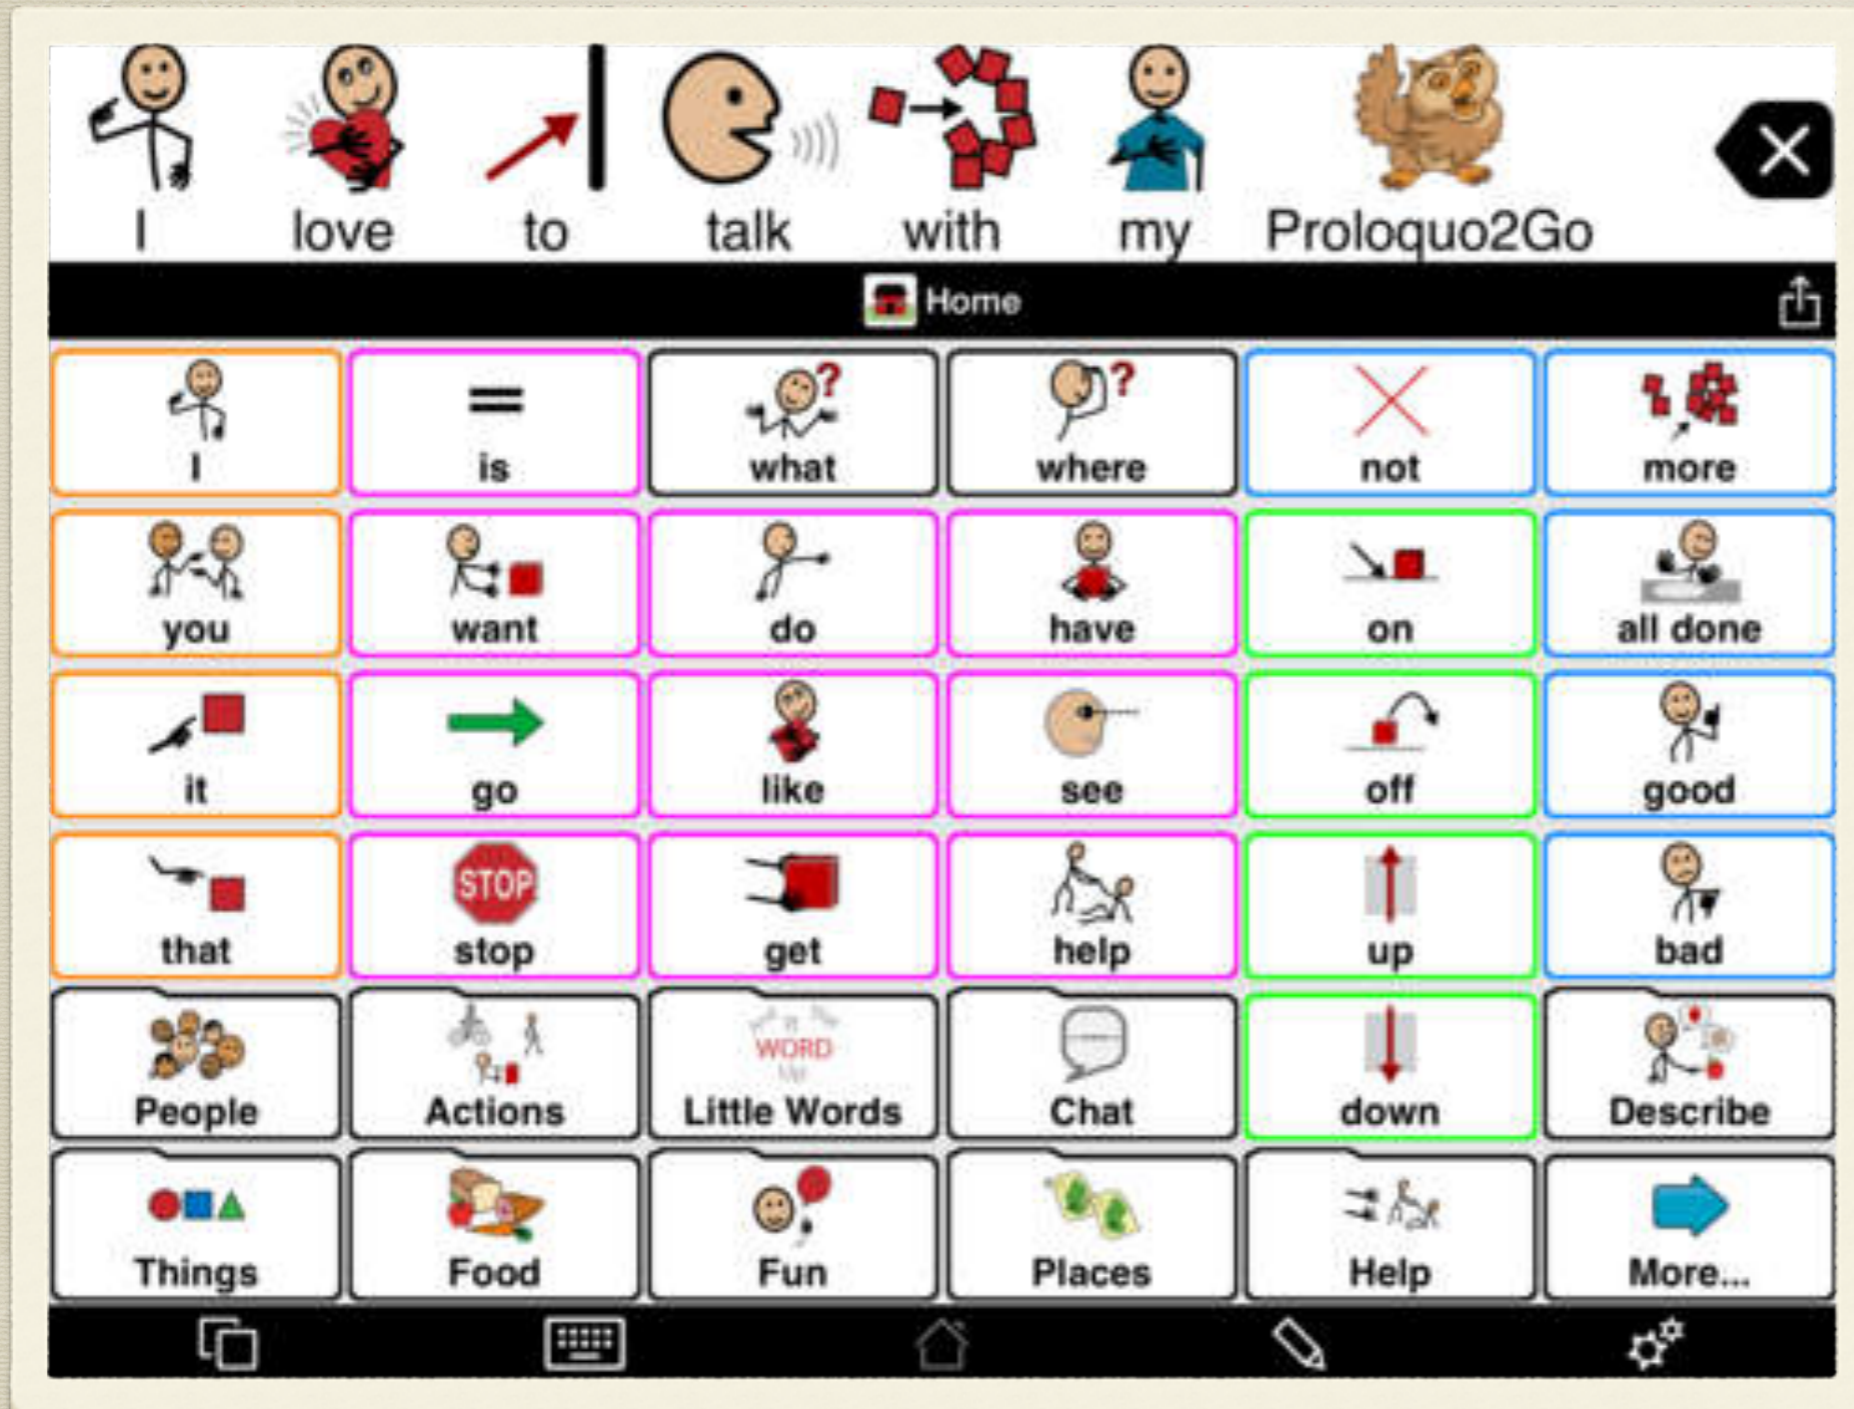 I love to talk with my Proloquo2Go
Home
I is what where not more
you want do have on all done
it go like see off good
that STOP stop get help up bad
WORD
Up
People Actions Little Words Chat down Describe
Things Food Fun Places Help More...